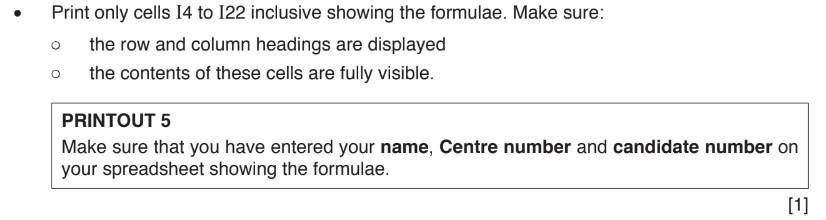 • Print only cells I4 to I22 inclusive showing the formulae. Make sure:
○ the row and column headings are displayed
○ the contents of these cells are fully visible.
PRINTOUT 5
Make sure that you have entered your name, Centre number and candidate number on
your spreadsheet showing the formulae.
[1]